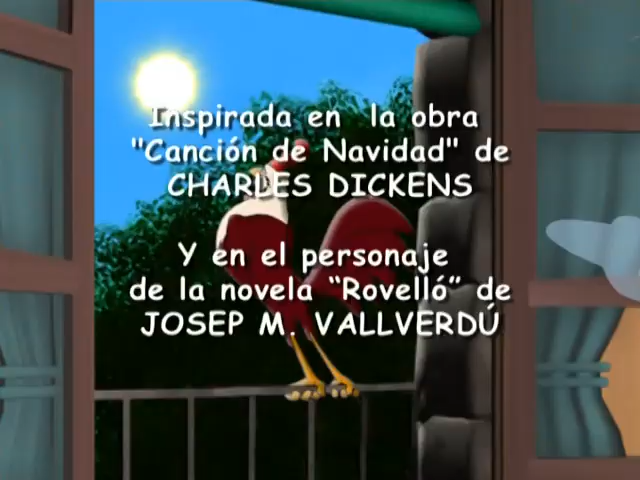 Inspirada en la obra
"Canción de Navidad" de
CHARLES DICKENS
Y en el personaje
de la novela “Rovelló” de
JOSEP M. VALLVERDÚ